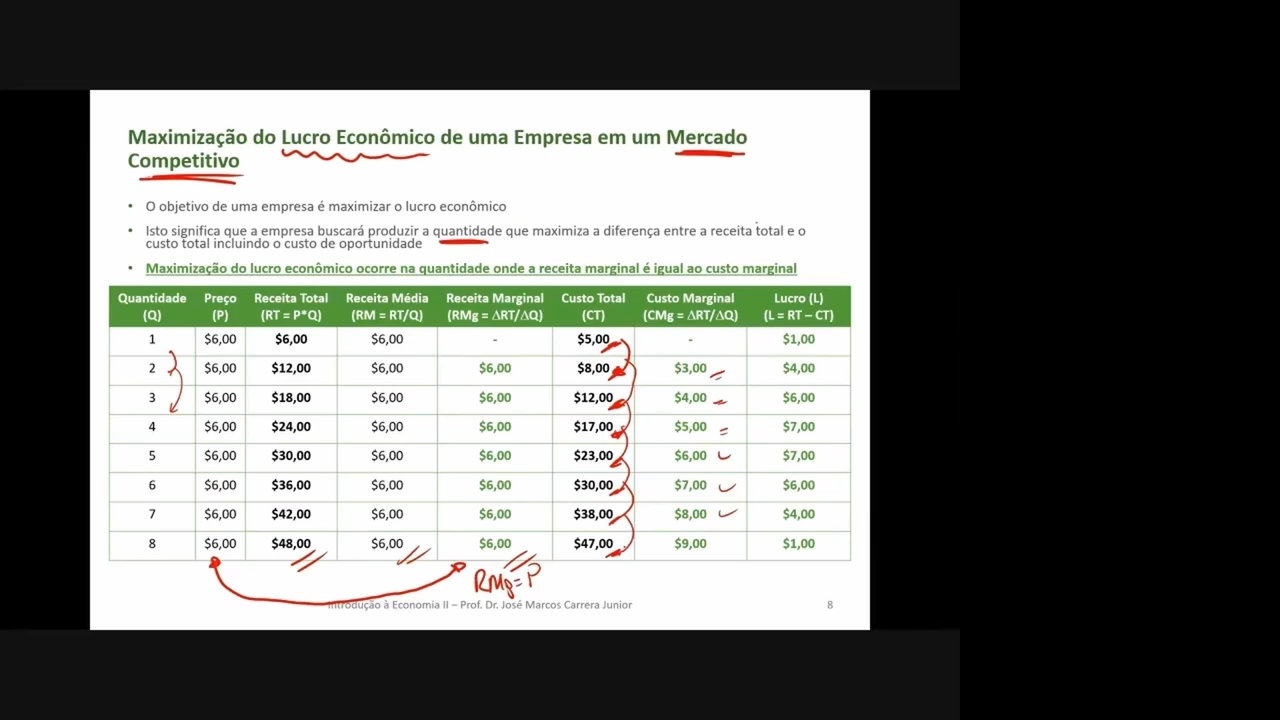 Maximização do Lucro Econômico de uma Empresa em um Mercado
Competitivo
• O objetivo de uma empresa é maximizar o lucro econômico
• Isto significa que a empresa buscará produzir a quantidade que maximiza a diferença entre a receita total e o
custo total incluindo o custo de oportunidade
• Maximização do lucro econômico ocorre na quantidade onde a receita marginal é igual ao custo marginal
Quantidade Preço Receita Total Receita Média Receita Marginal Custo Total Custo Marginal Lucro (L)
(Q) (P) (RT = P*Q) (RM = RT/Q) (RMg = ΔRT/ΔQ) (CT) (CMg = ΔRT/ΔQ) (L = RT – CT)
1 $6,00 $6,00 $6,00 - $5,00 - $1,00
2 $6,00 $12,00 $6,00 $6,00 $8,00 $3,00 $4,00
3 $6,00 $18,00 $6,00 $6,00 $12,00 $4,00 $6,00
4 $6,00 $24,00 $6,00 $6,00 $17,00 $5,00 $7,00
5 $6,00 $30,00 $6,00 $6,00 $23,00 $6,00 $7,00
6 $6,00 $36,00 $6,00 $6,00 $30,00 $7,00 $6,00
7 $6,00 $42,00 $6,00 $6,00 $38,00 $8,00 $4,00
8 $6,00 $48,00 $6,00 $6,00 $47,00 $9,00 $1,00
RMg=P
Introdução à Economia II – Prof. Dr. José Marcos Carrera Junior 8